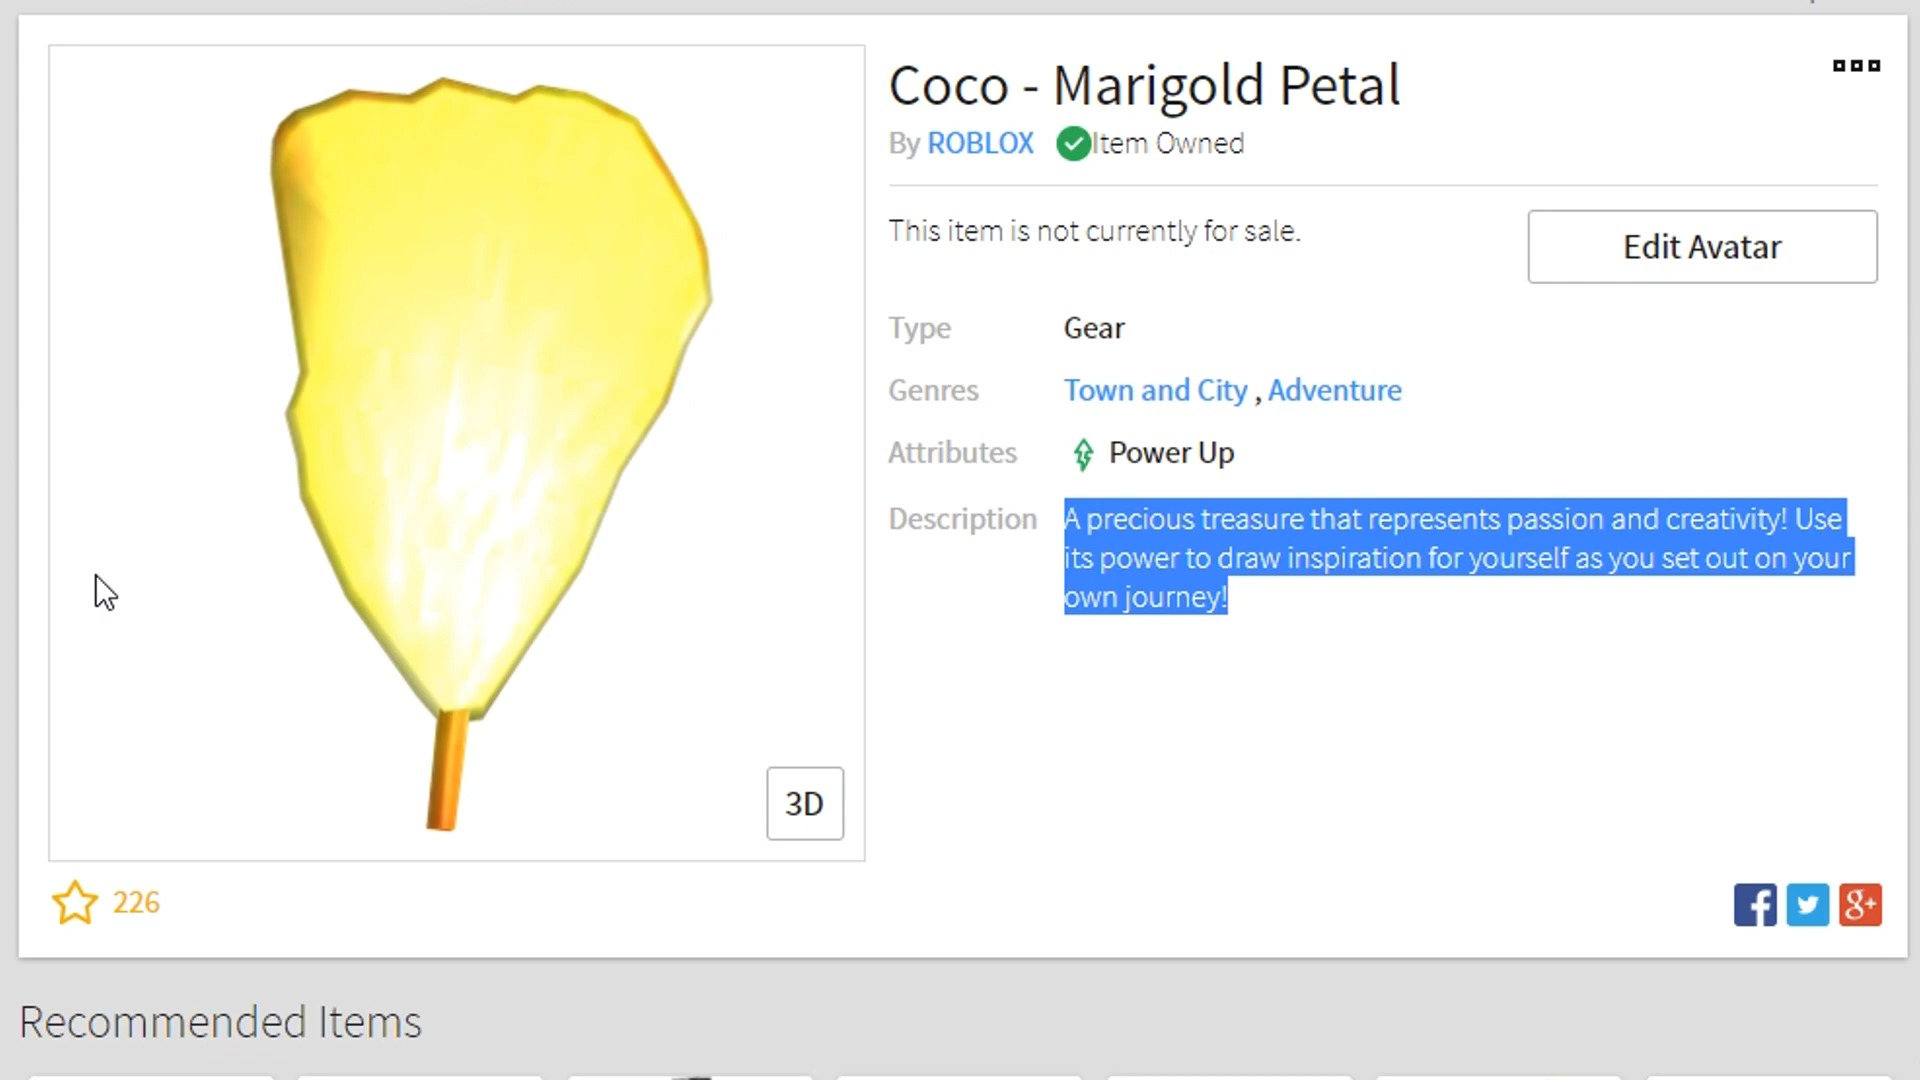 Coco - Marigold Petal
By ROBLOX Item Owned
This item is not currently for sale.
Edit Avatar
Type Gear
Genres Town and City , Adventure
Attributes Power Up
Description A precious treasure that represents passion and creativity! Use
its power to draw inspiration for yourself as you set out on your
own journey!
3D
226
f
g+
Recommended Items